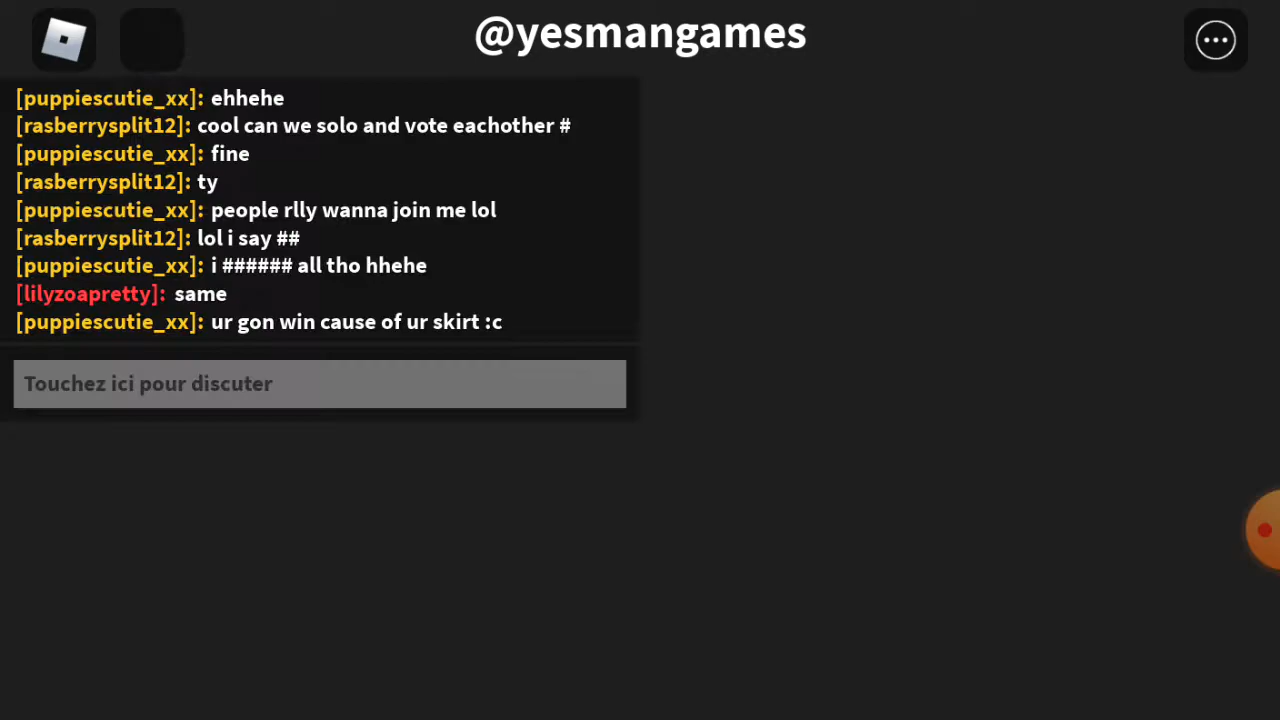 @yesmangames
[puppiescutie_xx]: ehhehe
[rasberrysplit12]: cool can we solo and vote eachother #
[puppiescutie_xx]: fine
[rasberrysplit12]: ty
[puppiescutie_xx]: people rlly wanna join me lol
[rasberrysplit12]: lol i say ##
[puppiescutie_xx]: i ###### all tho hhehe
[lilyzoapretty]: same
[puppiescutie_xx]: ur gon win cause of ur skirt :c
Touchez ici pour discuter